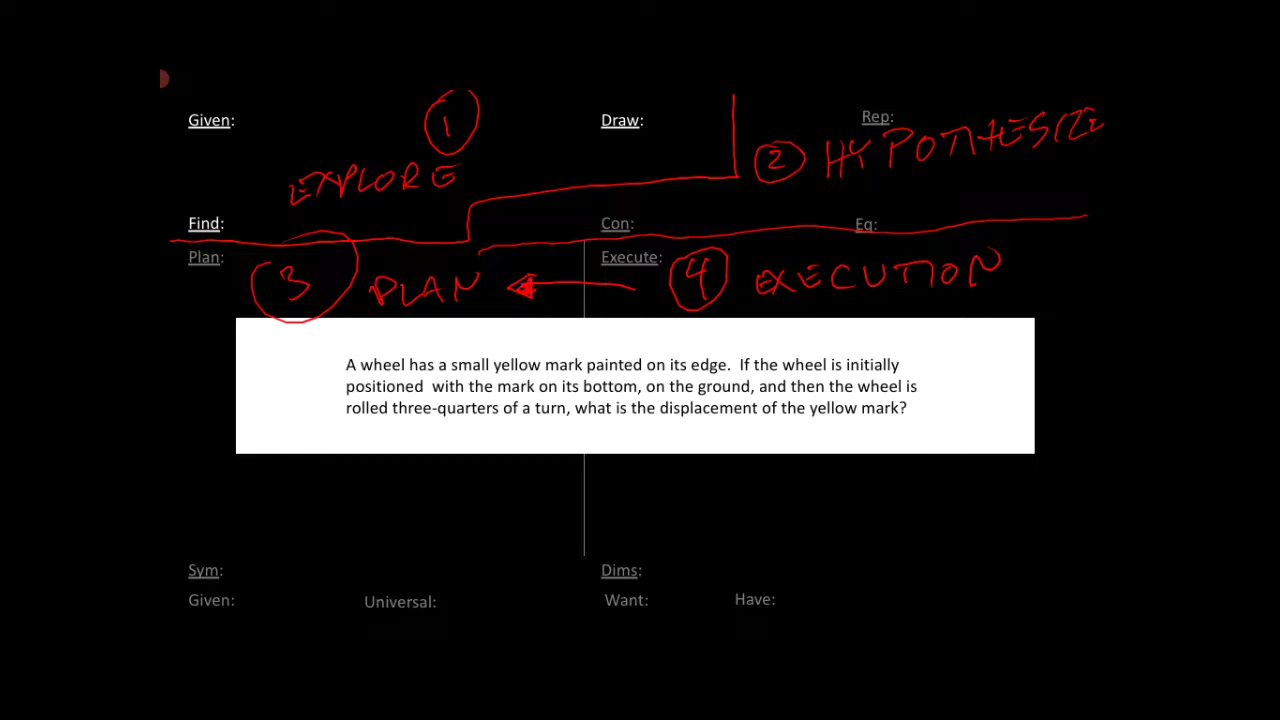 Given:
1
Draw:
Rep:
2 HYPOTHESIZE
EXPLORE
Find:
Con:
Eq:
Plan:
3 PLAN
Execute:
4 EXECUTION
A wheel has a small yellow mark painted on its edge. If the wheel is initially
positioned with the mark on its bottom, on the ground, and then the wheel is
rolled three-quarters of a turn, what is the displacement of the yellow mark?
Sym:
Dims:
Given:
Universal:
Want:
Have: